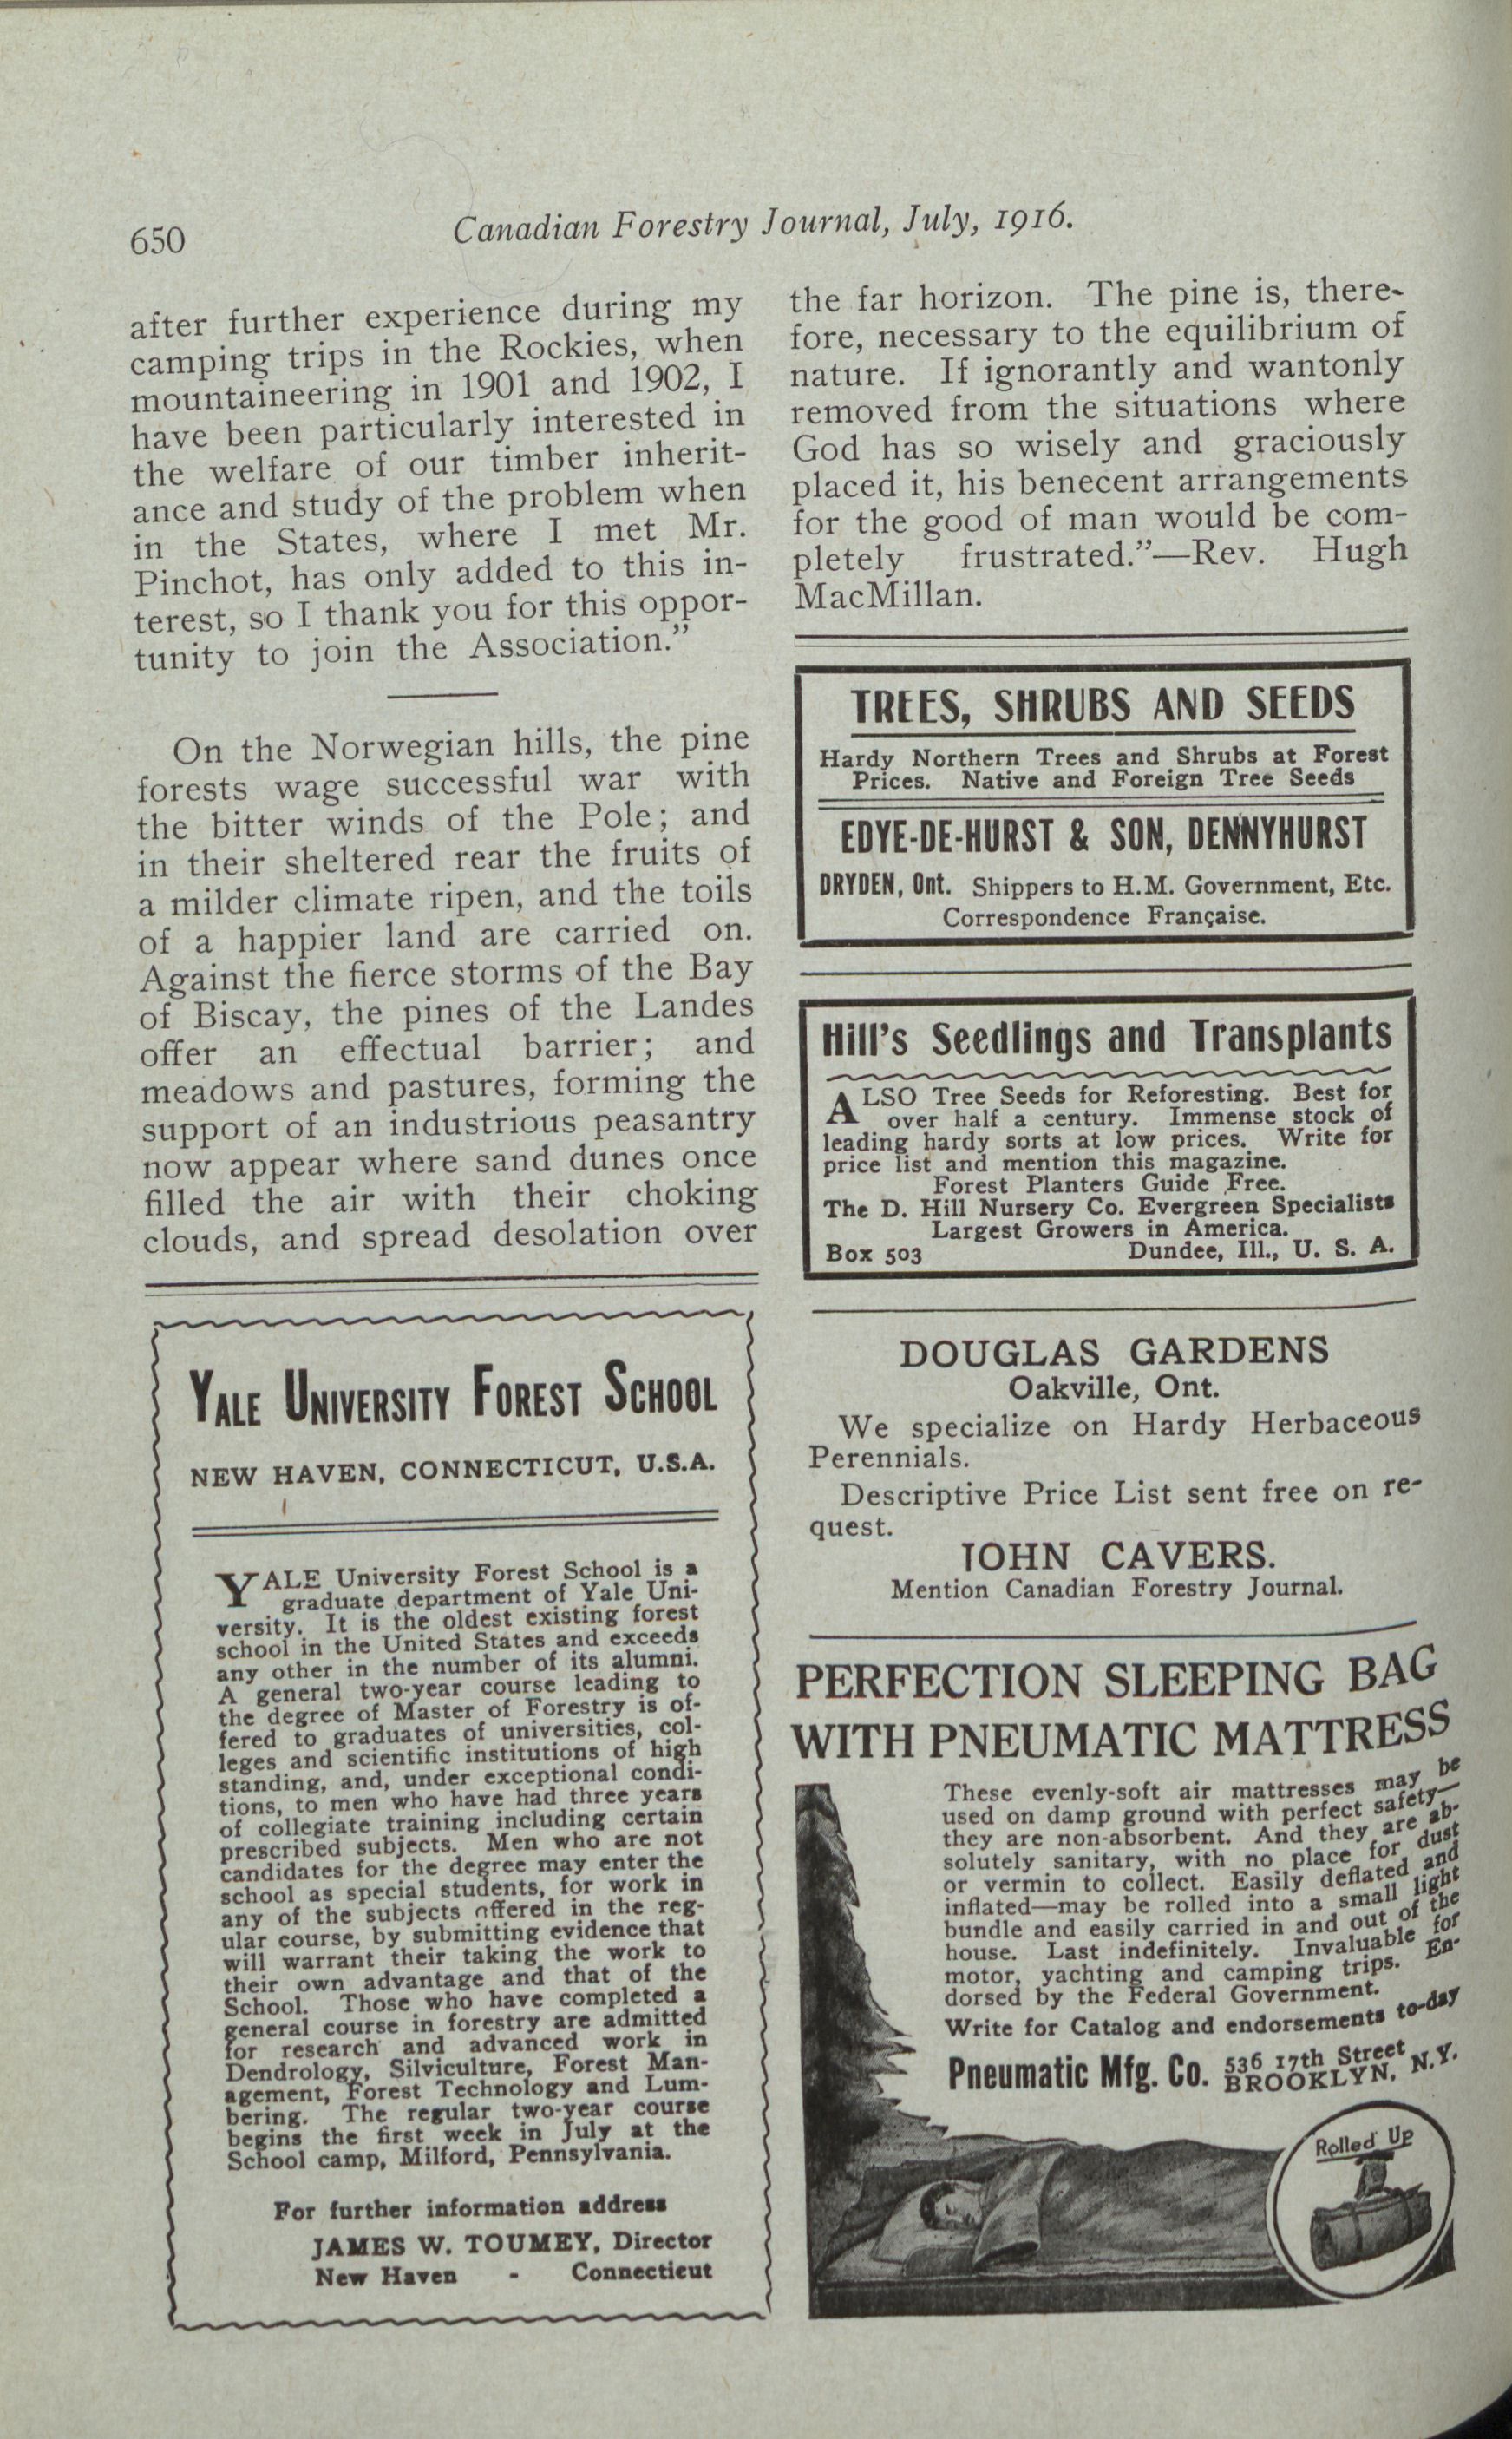 650
Canadian Forestry Journal, July, 1916.
after further experience during my
camping trips in the Rockies, when
mountaineering in 1901 and 1902, I
have been particularly interested in
the welfare of our timber inherit-
ance and study of the problem when
in the States, where I met Mr.
Pinchot, has only added to this in-
terest, so I thank you for this oppor-
tunity to join the Association.”
On the Norwegian hills, the pine
forests wage successful war with
the bitter winds of the Pole; and
in their sheltered rear the fruits of
a milder climate ripen, and the toils
of a happier land are carried on.
Against the fierce storms of the Bay
of Biscay, the pines of the Landes
offer an effectual barrier; and
meadows and pastures, forming the
support of an industrious peasantry
now appear where sand dunes once
filled the air with their choking
clouds, and spread desolation over
the far horizon. The pine is, there-
fore, necessary to the equilibrium of
nature. If ignorantly and wantonly
removed from the situations where
God has so wisely and graciously
placed it, his benecent arrangements
for the good of man would be com-
pletely frustrated.”—Rev. Hugh
MacMillan.
YALE UNIVERSITY FOREST SCHOOL
NEW HAVEN, CONNECTICUT, U.S.A.
YALE University Forest School is a
graduate department of Yale Uni-
versity. It is the oldest existing forest
school in the United States and exceeds
any other in the number of its alumni.
A general two-year course leading to
the degree of Master of Forestry is of-
fered to graduates of universities, col-
leges and scientific institutions of high
standing, and, under exceptional condi-
tions, to men who have had three years
of collegiate training including certain
prescribed subjects. Men who are not
candidates for the degree may enter the
school as special students, for work in
any of the subjects offered in the reg-
ular course, by submitting evidence that
will warrant their taking the work to
their own advantage and that of the
School. Those who have completed a
general course in forestry are admitted
for research and advanced work in
Dendrology, Silviculture, Forest Man-
agement, Forest Technology and Lum-
bering. The regular two-year course
begins the first week in July at the
School camp, Milford, Pennsylvania.
For further information address
JAMES W. TOUMEY, Director
New Haven - Connecticut
TREES, SHRUBS AND SEEDS
Hardy Northern Trees and Shrubs at Forest
Prices. Native and Foreign Tree Seeds
EDYE-DE-HURST & SON, DENNYHURST
DRYDEN, Ont. Shippers to H.M. Government, Etc.
Correspondence Française.
Hill's Seedlings and Transplants
ALSO Tree Seeds for Reforesting. Best for
over half a century. Immense stock of
leading hardy sorts at low prices. Write for
price list and mention this magazine.
Forest Planters Guide Free.
The D. Hill Nursery Co. Evergreen Specialists
Largest Growers in America.
Box 503 Dundee, Ill., U. S. A.
DOUGLAS GARDENS
Oakville, Ont.
We specialize on Hardy Herbaceous
Perennials.
Descriptive Price List sent free on re-
quest.
JOHN CAVERS.
Mention Canadian Forestry Journal.
PERFECTION SLEEPING BAG
WITH PNEUMATIC MATTRESS
These evenly-soft air mattresses may be
used on damp ground with perfect safety—
they are non-absorbent. And they are ab-
solutely sanitary, with no place for dust
or vermin to collect. Easily deflated and
inflated—may be rolled into a small light
bundle and easily carried in and out of the
house. Last indefinitely. Invaluable for
motor, yachting and camping trips. En-
dorsed by the Federal Government.
Write for Catalog and endorsements to-day
Pneumatic Mfg. Co. 536 17th Street
BROOKLYN, N.Y.
Rolled Up